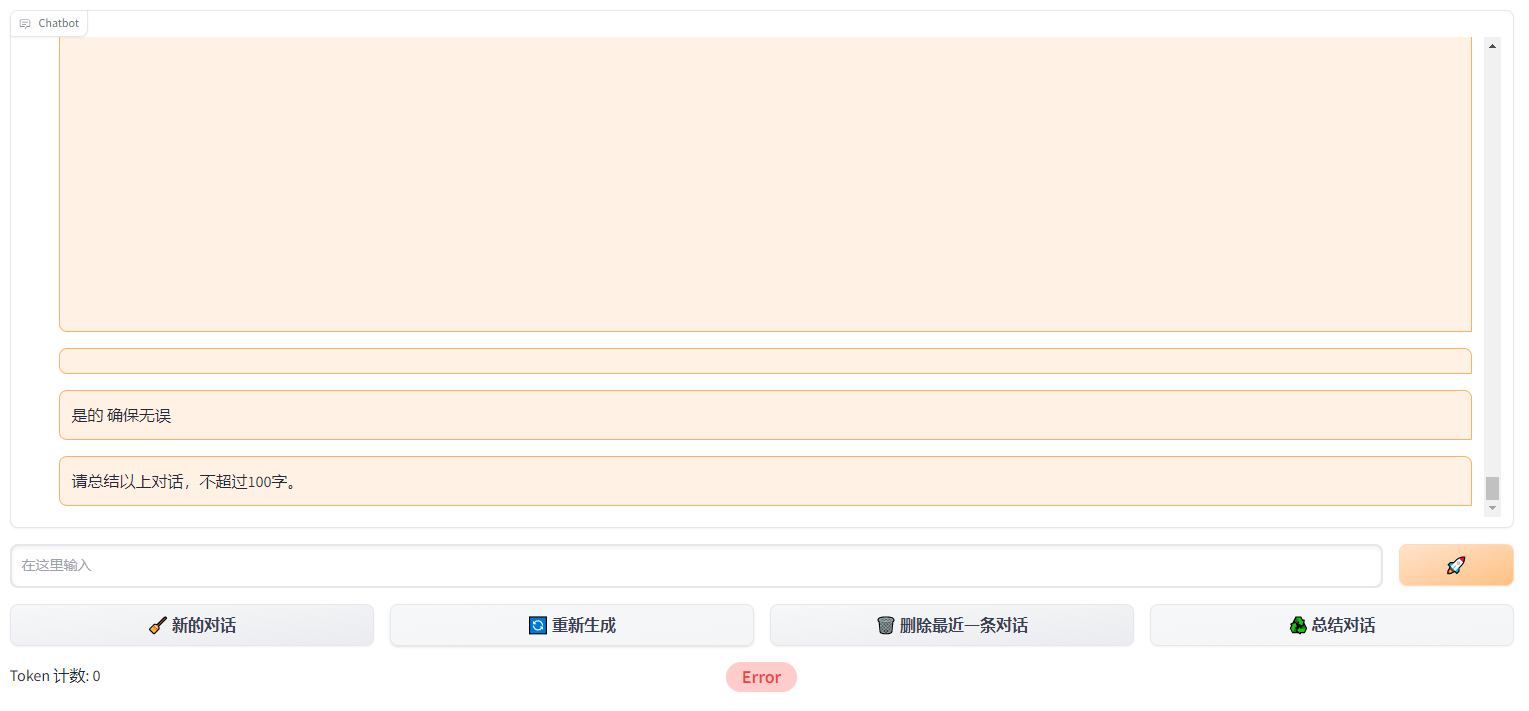 Chatbot
是的 确保无误
请总结以上对话，不超过100字。
在这里输入
新的对话
重新生成
删除最近一条对话
总结对话
Token 计数: 0
Error